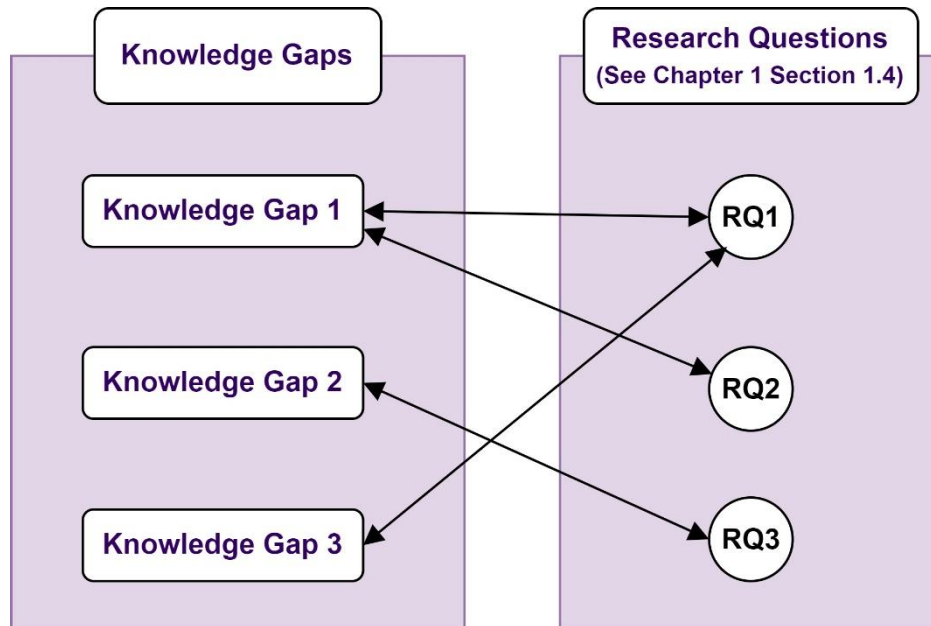 Knowledge Gaps
Research Questions
(See Chapter 1 Section 1.4)
Knowledge Gap 1
RQ1
Knowledge Gap 2
RQ2
Knowledge Gap 3
RQ3